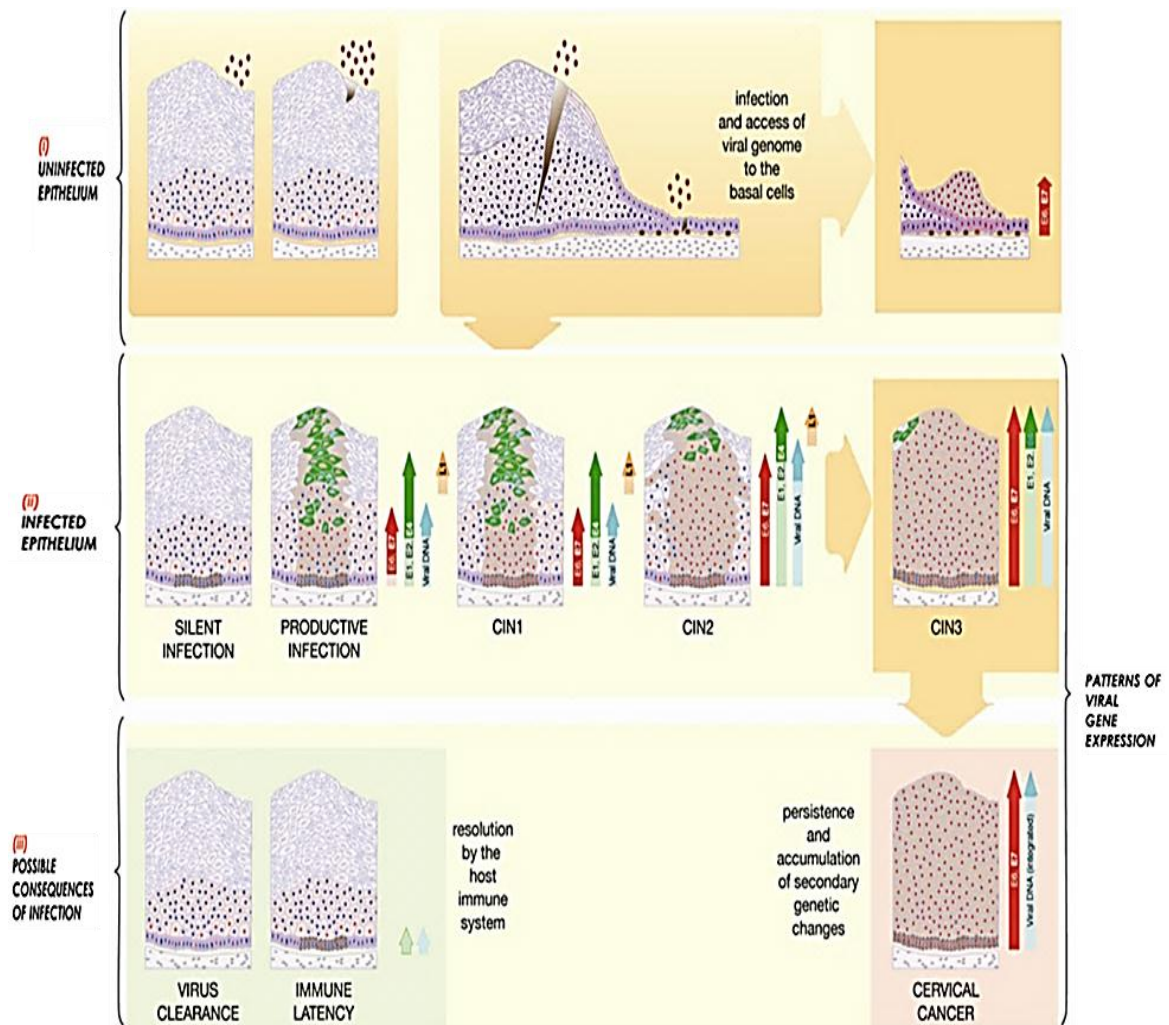 (i)
UNINFECTED
EPITHELIUM
infection
and access of
viral genome
to the
basal cells
E6, E7
(ii)
INFECTED
EPITHELIUM
E6, E7
E1, E2, E4
Viral DNA
E6, E7
E1, E2, E4
Viral DNA
E6, E7
E1, E2, E4
Viral DNA
E6, E7
E1, E2,
Viral DNA
SILENT
INFECTION
PRODUCTIVE
INFECTION
CIN1
CIN2
CIN3
PATTERNS OF
VIRAL
GENE
EXPRESSION
(iii)
POSSIBLE
CONSEQUENCES
OF INFECTION
resolution
by the
host
immune
system
persistence
and
accumulation
of secondary
genetic
changes
E6, E7
Viral DNA (integrated)
VIRUS
CLEARANCE
IMMUNE
LATENCY
CERVICAL
CANCER